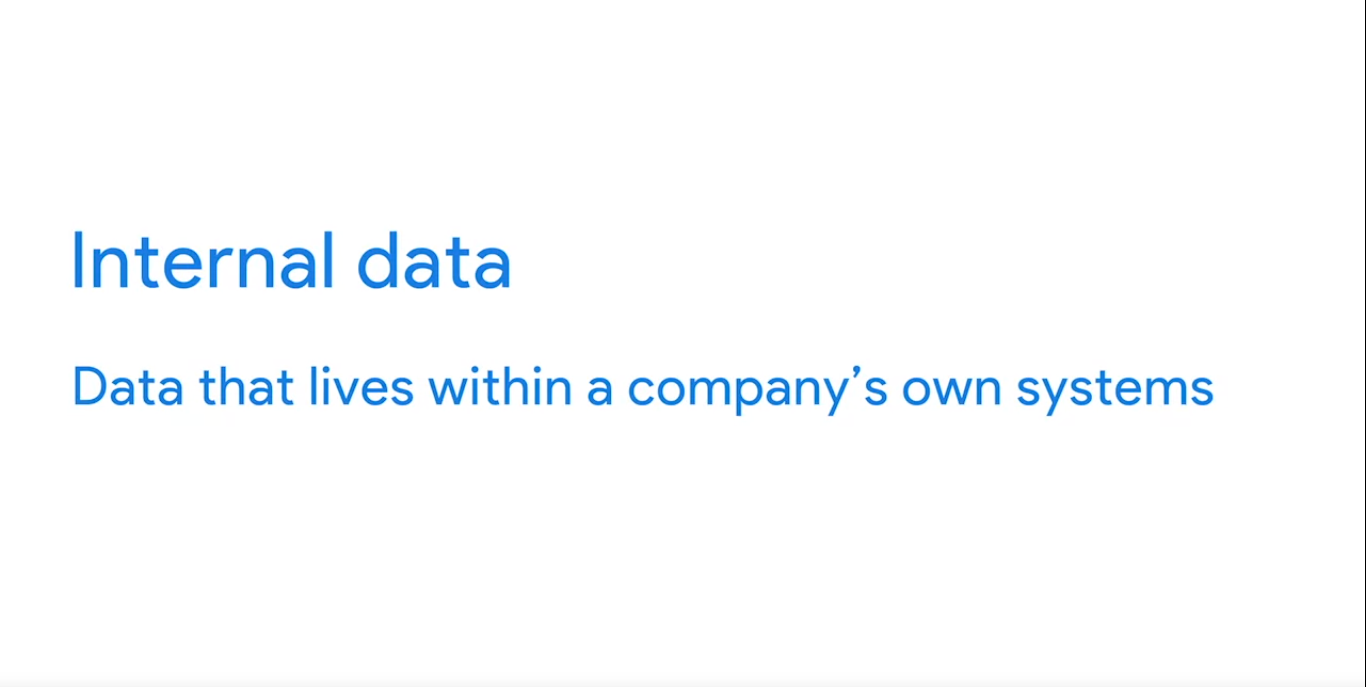 Internal data
Data that lives within a company’s own systems